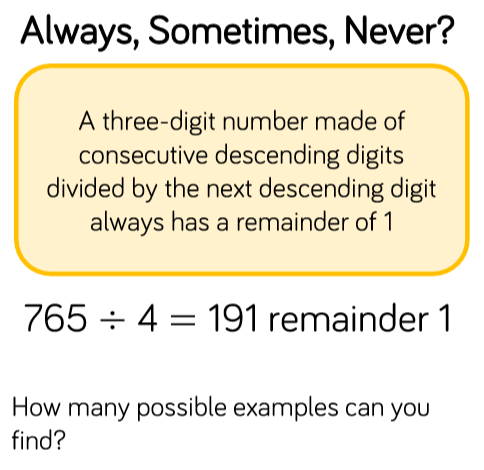 Always, Sometimes, Never?
A three-digit number made of
consecutive descending digits
divided by the next descending digit
always has a remainder of 1
765 ÷ 4 = 191 remainder 1
How many possible examples can you
find?